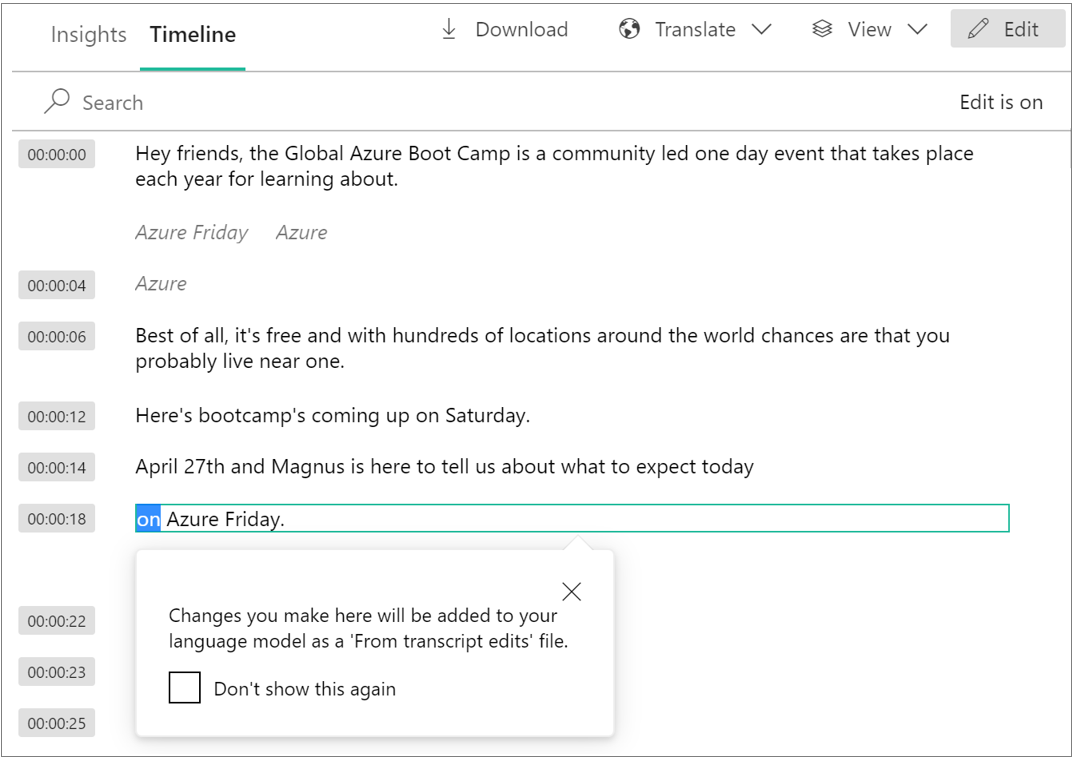 Insights Timeline Download Translate View Edit
Search Edit is on
00:00:00 Hey friends, the Global Azure Boot Camp is a community led one day event that takes place
each year for learning about.
Azure Friday Azure
00:00:04 Azure
00:00:06 Best of all, it's free and with hundreds of locations around the world chances are that you
probably live near one.
00:00:12 Here's bootcamp's coming up on Saturday.
00:00:14 April 27th and Magnus is here to tell us about what to expect today
00:00:18 on Azure Friday.
Changes you make here will be added to your
00:00:22
language model as a 'From transcript edits' file.
00:00:23
Don't show this again
00:00:25